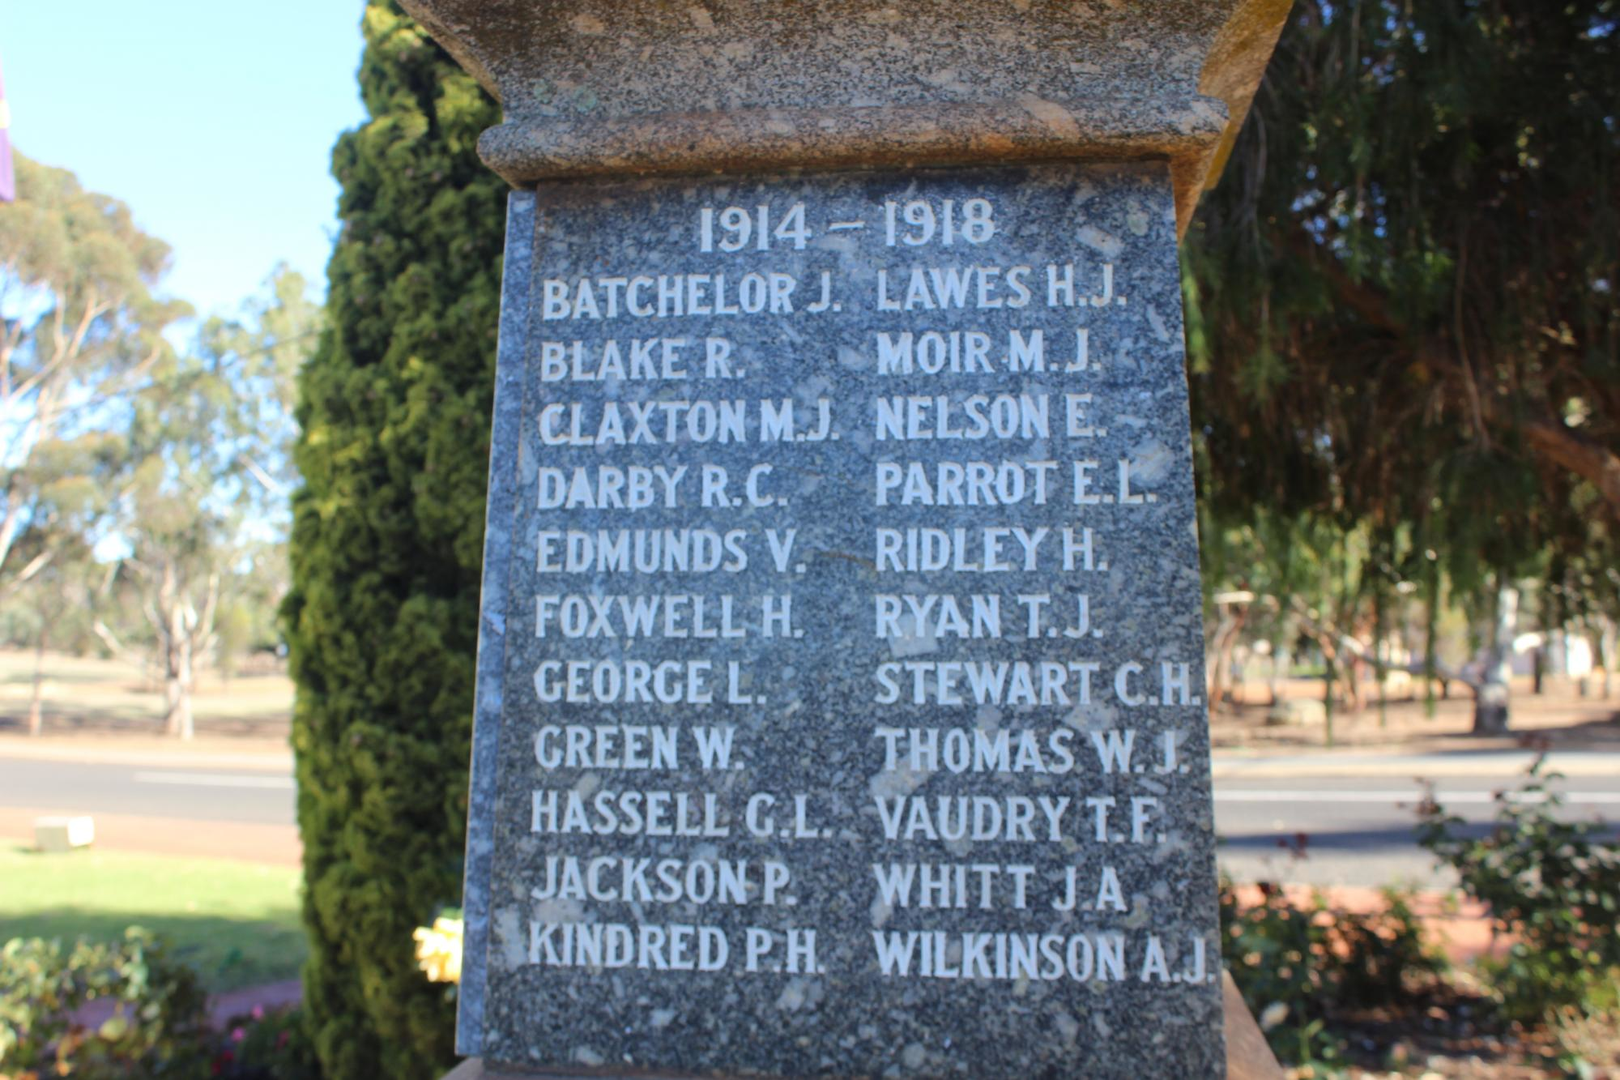 1914 – 1918
BATCHELOR J.
BLAKE R.
CLAXTON M.J.
DARBY R.C.
EDMUNDS V.
FOXWELL H.
GEORGE L.
GREEN W.
HASSELL G.L.
JACKSON P.
KINDRED P.H.
LAWES H.J.
MOIR M.J.
NELSON E.
PARROT E.L.
RIDLEY H.
RYAN T.J.
STEWART C.H.
THOMAS W.J.
VAUDRY T.F.
WHITT J.A
WILKINSON A.J.